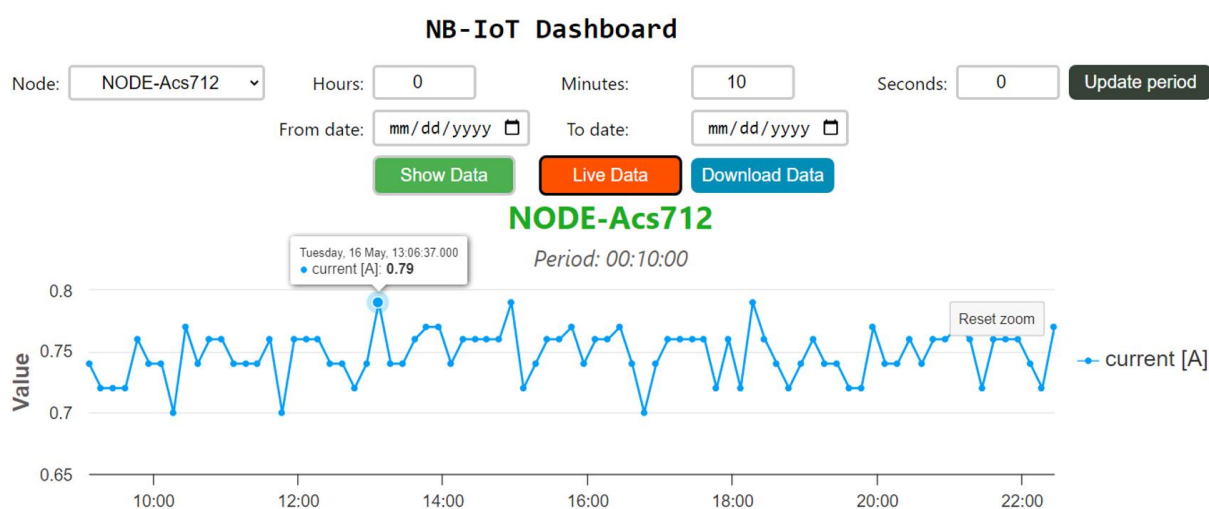 NB-IoT Dashboard
Node: NODE-Acs712 Hours: 0 Minutes: 10 Seconds: 0 Update period
From date: mm/dd/yyyy To date: mm/dd/yyyy
Show Data Live Data Download Data
NODE-Acs712
Period: 00:10:00
Tuesday, 16 May, 13:06:37.000
current [A]: 0.79
Reset zoom
Value
0.8
0.75
0.7
0.65
10:00 12:00 14:00 16:00 18:00 20:00 22:00
current [A]